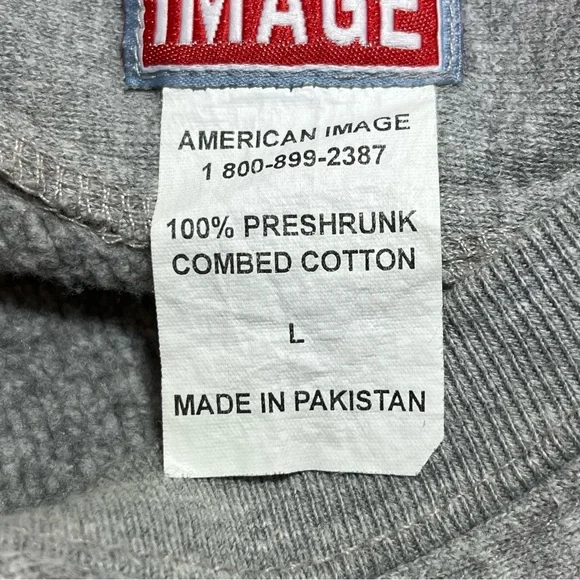 IMAGE
AMERICAN IMAGE
1 800-899-2387
100% PRESHRUNK
COMBED COTTON
L
MADE IN PAKISTAN